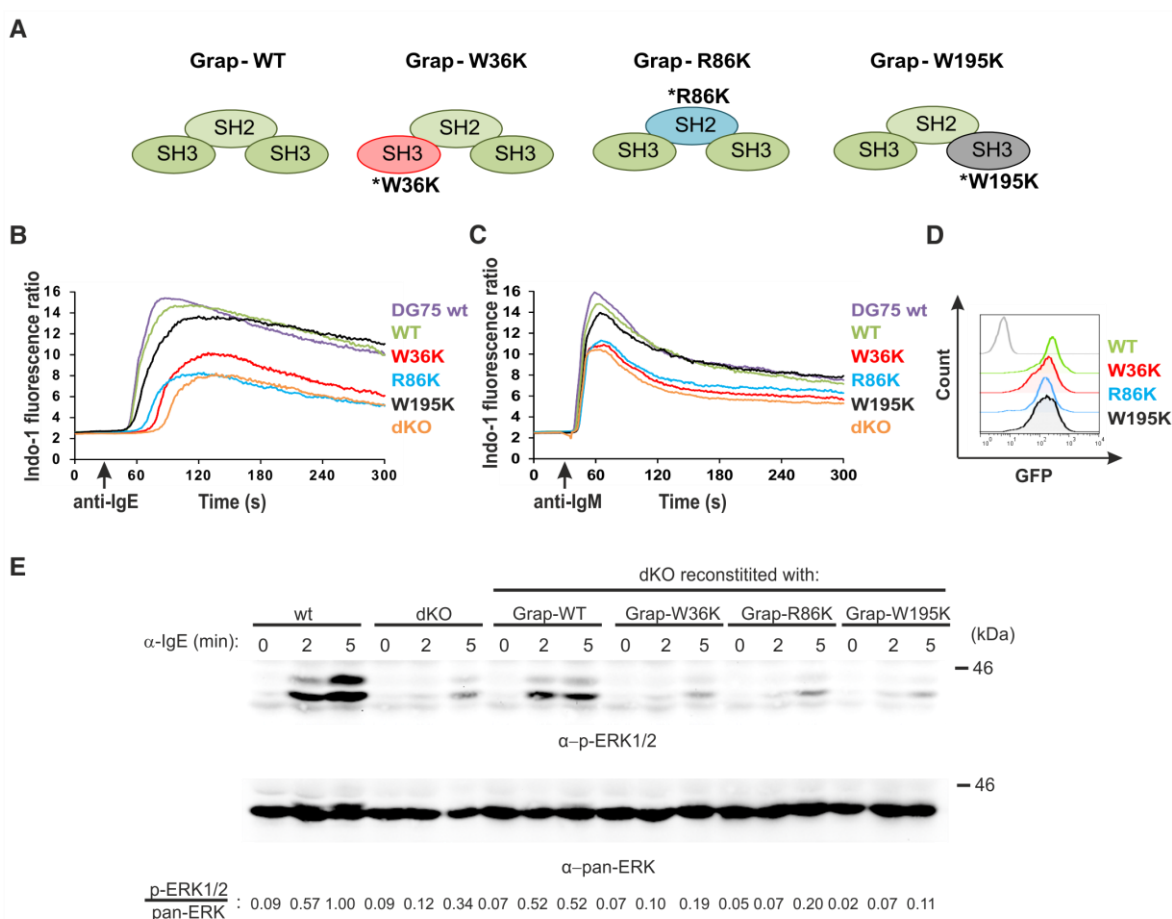 A
Grap - WT
Grap - W36K
Grap - R86K
Grap - W195K
*R86K
SH2
SH2
SH2
SH2
SH3
SH3
SH3
SH3
SH3
SH3
SH3
SH3
*W36K
*W195K
B
Indo-1 fluorescence ratio
16
14
12
10
8
6
4
2
0
0
60
120
180
240
300
anti-IgE
Time (s)
DG75 wt
WT
W36K
R86K
W195K
dKO
C
Indo-1 fluorescence ratio
16
14
12
10
8
6
4
2
0
0
60
120
180
240
300
anti-IgM
Time (s)
DG75 wt
WT
W36K
R86K
W195K
dKO
D
Count
10⁰ 10¹ 10² 10³ 10⁴
GFP
WT
W36K
R86K
W195K
E
dKO reconstitited with:
wt dKO Grap-WT Grap-W36K Grap-R86K Grap-W195K
α-IgE (min): 0 2 5 0 2 5 0 2 5 0 2 5 0 2 5 0 2 5 (kDa)
46
α–p-ERK1/2
46
α–pan-ERK
p-ERK1/2
pan-ERK
: 0.09 0.57 1.00 0.09 0.12 0.34 0.07 0.52 0.52 0.07 0.10 0.19 0.05 0.07 0.20 0.02 0.07 0.11